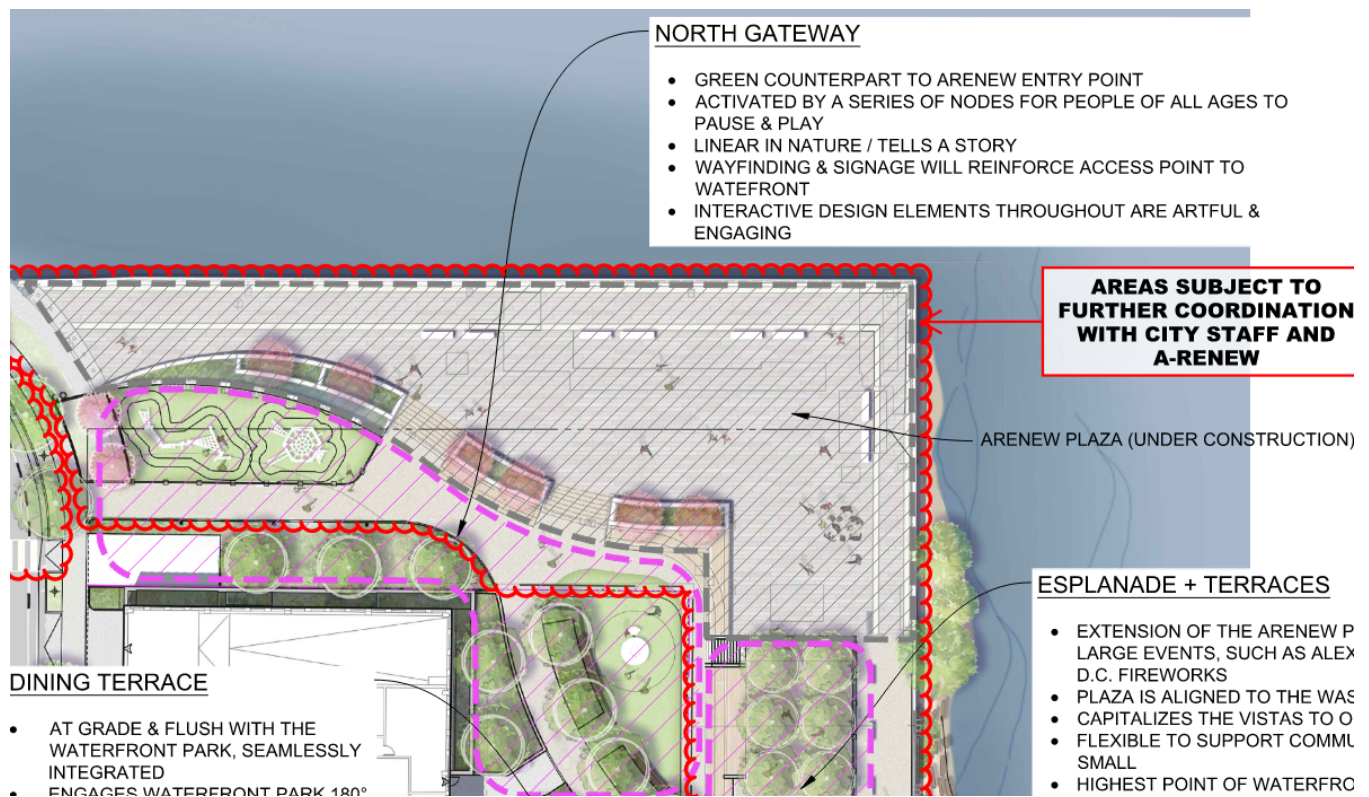 NORTH GATEWAY
• GREEN COUNTERPART TO ARENEW ENTRY POINT
• ACTIVATED BY A SERIES OF NODES FOR PEOPLE OF ALL AGES TO
PAUSE & PLAY
• LINEAR IN NATURE / TELLS A STORY
• WAYFINDING & SIGNAGE WILL REINFORCE ACCESS POINT TO
WATEFRONT
• INTERACTIVE DESIGN ELEMENTS THROUGHOUT ARE ARTFUL &
ENGAGING
AREAS SUBJECT TO
FURTHER COORDINATION
WITH CITY STAFF AND
A-RENEW
ARENEW PLAZA (UNDER CONSTRUCTION)
ESPLANADE + TERRACES
• EXTENSION OF THE ARENEW P
LARGE EVENTS, SUCH AS ALEX
D.C. FIREWORKS
• PLAZA IS ALIGNED TO THE WAS
• CAPITALIZES THE VISTAS TO O
• FLEXIBLE TO SUPPORT COMMU
SMALL
• HIGHEST POINT OF WATERFRO
DINING TERRACE
• AT GRADE & FLUSH WITH THE
WATERFRONT PARK, SEAMLESSLY
INTEGRATED
• ENGAGES WATERFRONT PARK 180°